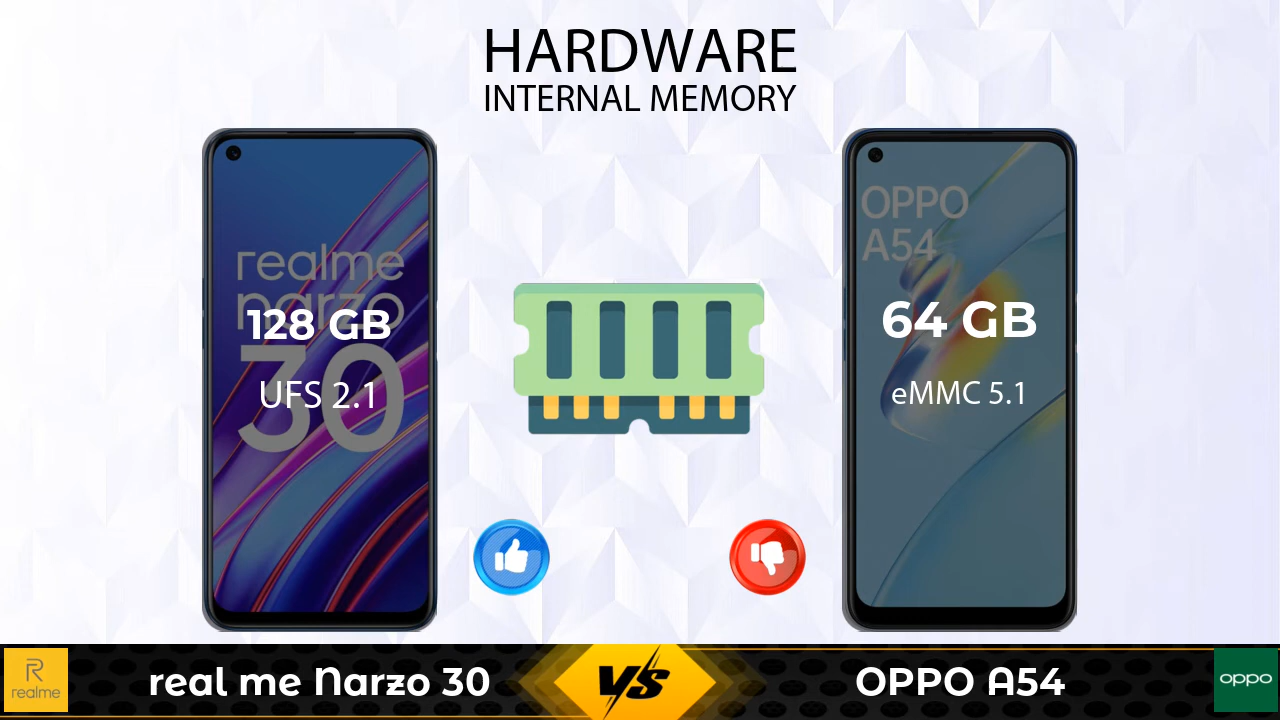 HARDWARE
INTERNAL MEMORY
realme
narzo
128 GB
30
UFS 2.1
OPPO
A54
64 GB
eMMC 5.1
R
realme
real me Narzo 30
VS
OPPO A54
oppo